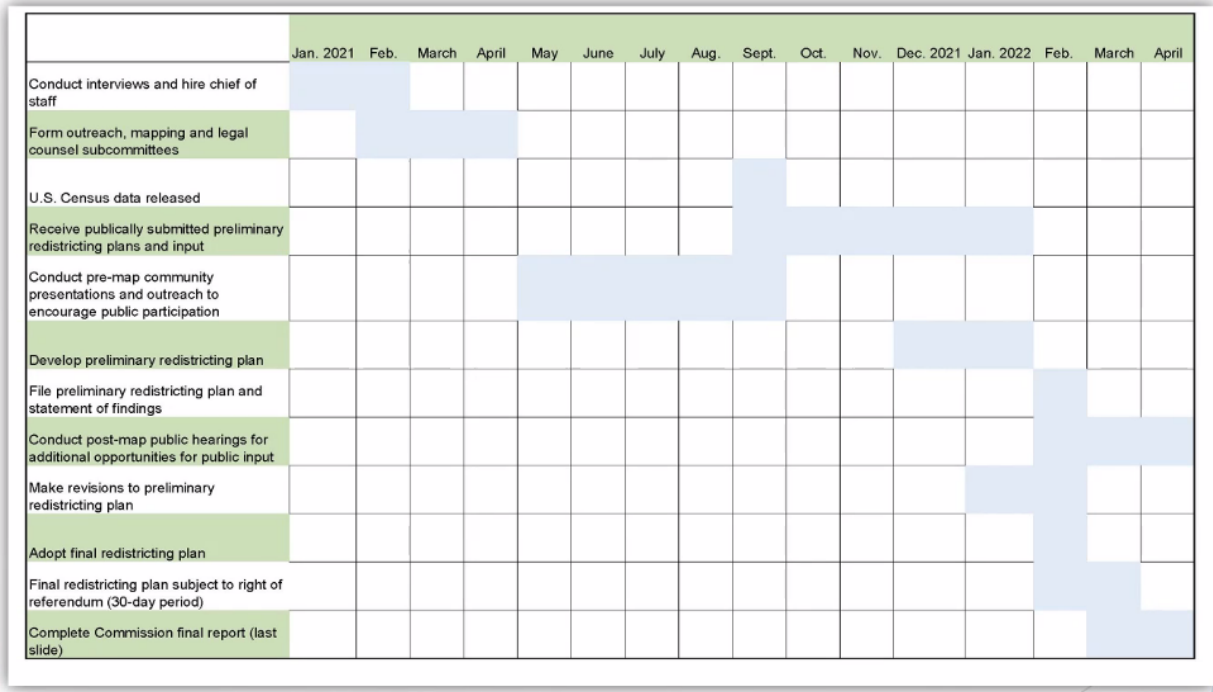 Jan. 2021 Feb. March April May June July Aug. Sept. Oct. Nov. Dec. 2021 Jan. 2022 Feb. March April
Conduct interviews and hire chief of
staff
Form outreach, mapping and legal
counsel subcommittees
U.S. Census data released
Receive publically submitted preliminary
redistricting plans and input
Conduct pre-map community
presentations and outreach to
encourage public participation
Develop preliminary redistricting plan
File preliminary redistricting plan and
statement of findings
Conduct post-map public hearings for
additional opportunities for public input
Make revisions to preliminary
redistricting plan
Adopt final redistricting plan
Final redistricting plan subject to right of
referendum (30-day period)
Complete Commission final report (last
slide)